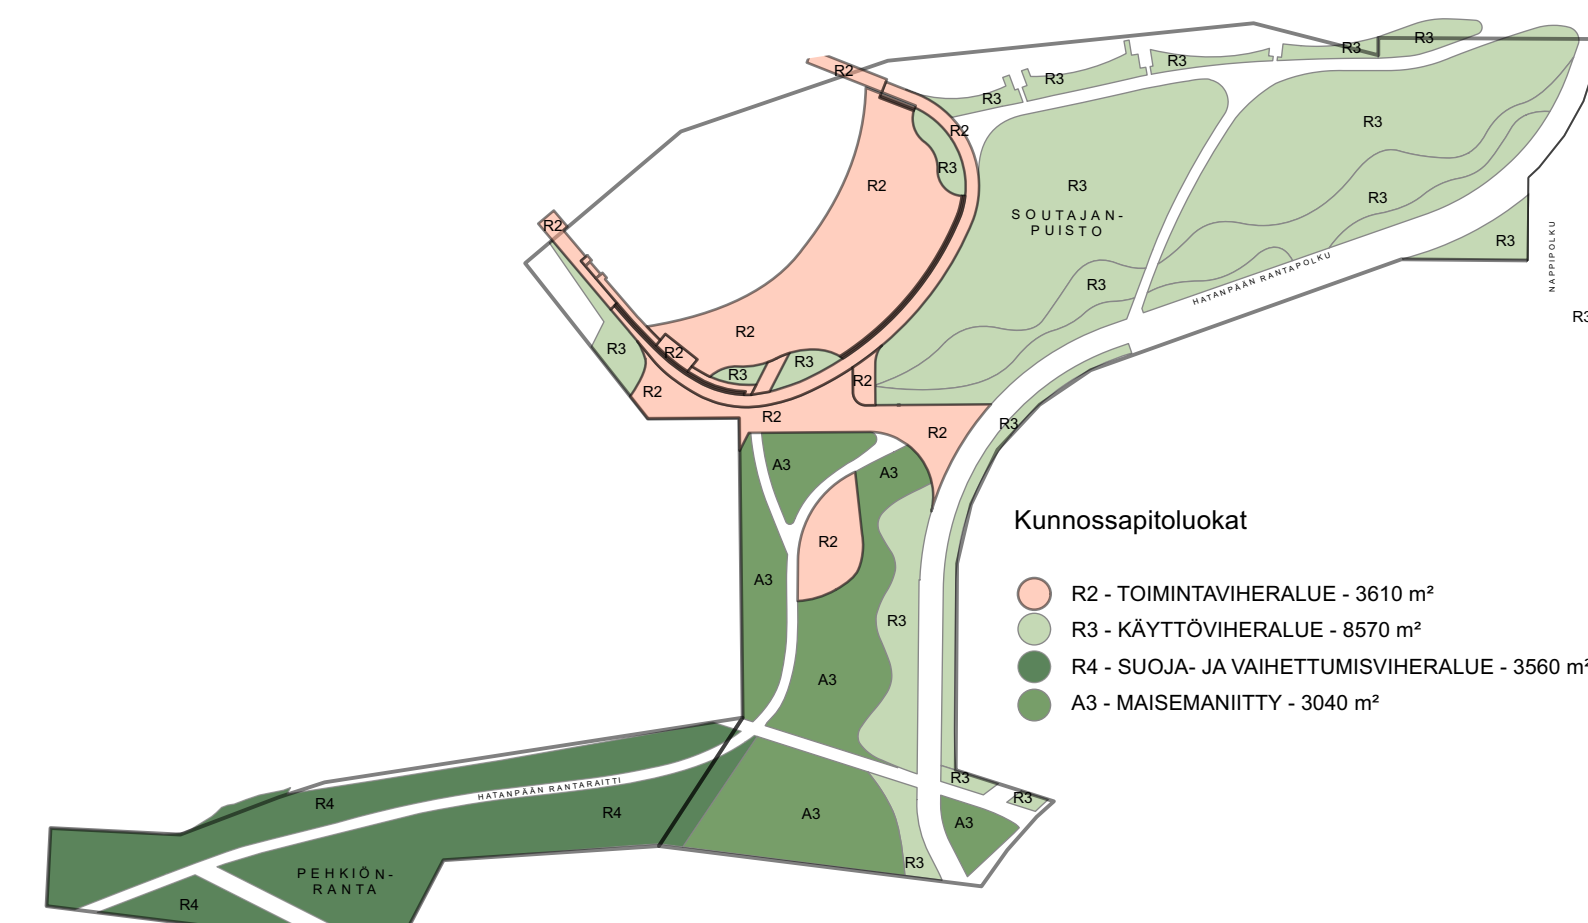 R3
R3
R2
R3
R3
R3
R3
R2
R3
R2
R3
R3
SOUTAJAN-
PUISTO
R2
R3
NAPPIPOLKU
HATANPÄÄN RANTAPOLKU
R3
R3
R2
R3
R2
R3
R3
R2
R2
R2
R3
R2
A3
A3
R2
A3
R3
A3
Kunnossapitoluokat
R2 - TOIMINTAVIHERALUE - 3610 m²
R3 - KÄYTTÖVIHERALUE - 8570 m²
R4 - SUOJA- JA VAIHETTUMISVIHERALUE - 3560 m²
A3 - MAISEMANIITTY - 3040 m²
R3
HATANPÄÄN RANTARAITTI
R4
R4
A3
R3
A3
R3
PEHKIÖN-
RANTA
R4